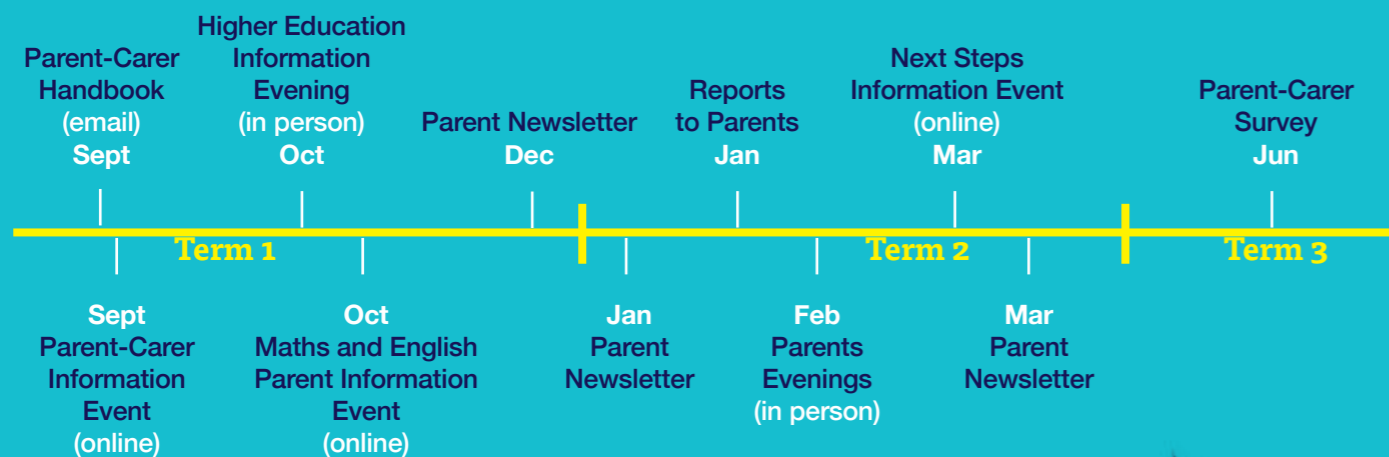 Parent-Carer
Handbook
(email)
Sept
Higher Education
Information
Evening
(in person)
Oct
Parent Newsletter
Dec
Reports
to Parents
Jan
Next Steps
Information Event
(online)
Mar
Parent-Carer
Survey
Jun
Term 1
Term 2
Term 3
Sept
Parent-Carer
Information
Event
(online)
Oct
Maths and English
Parent Information
Event
(online)
Jan
Parent
Newsletter
Feb
Parents
Evenings
(in person)
Mar
Parent
Newsletter